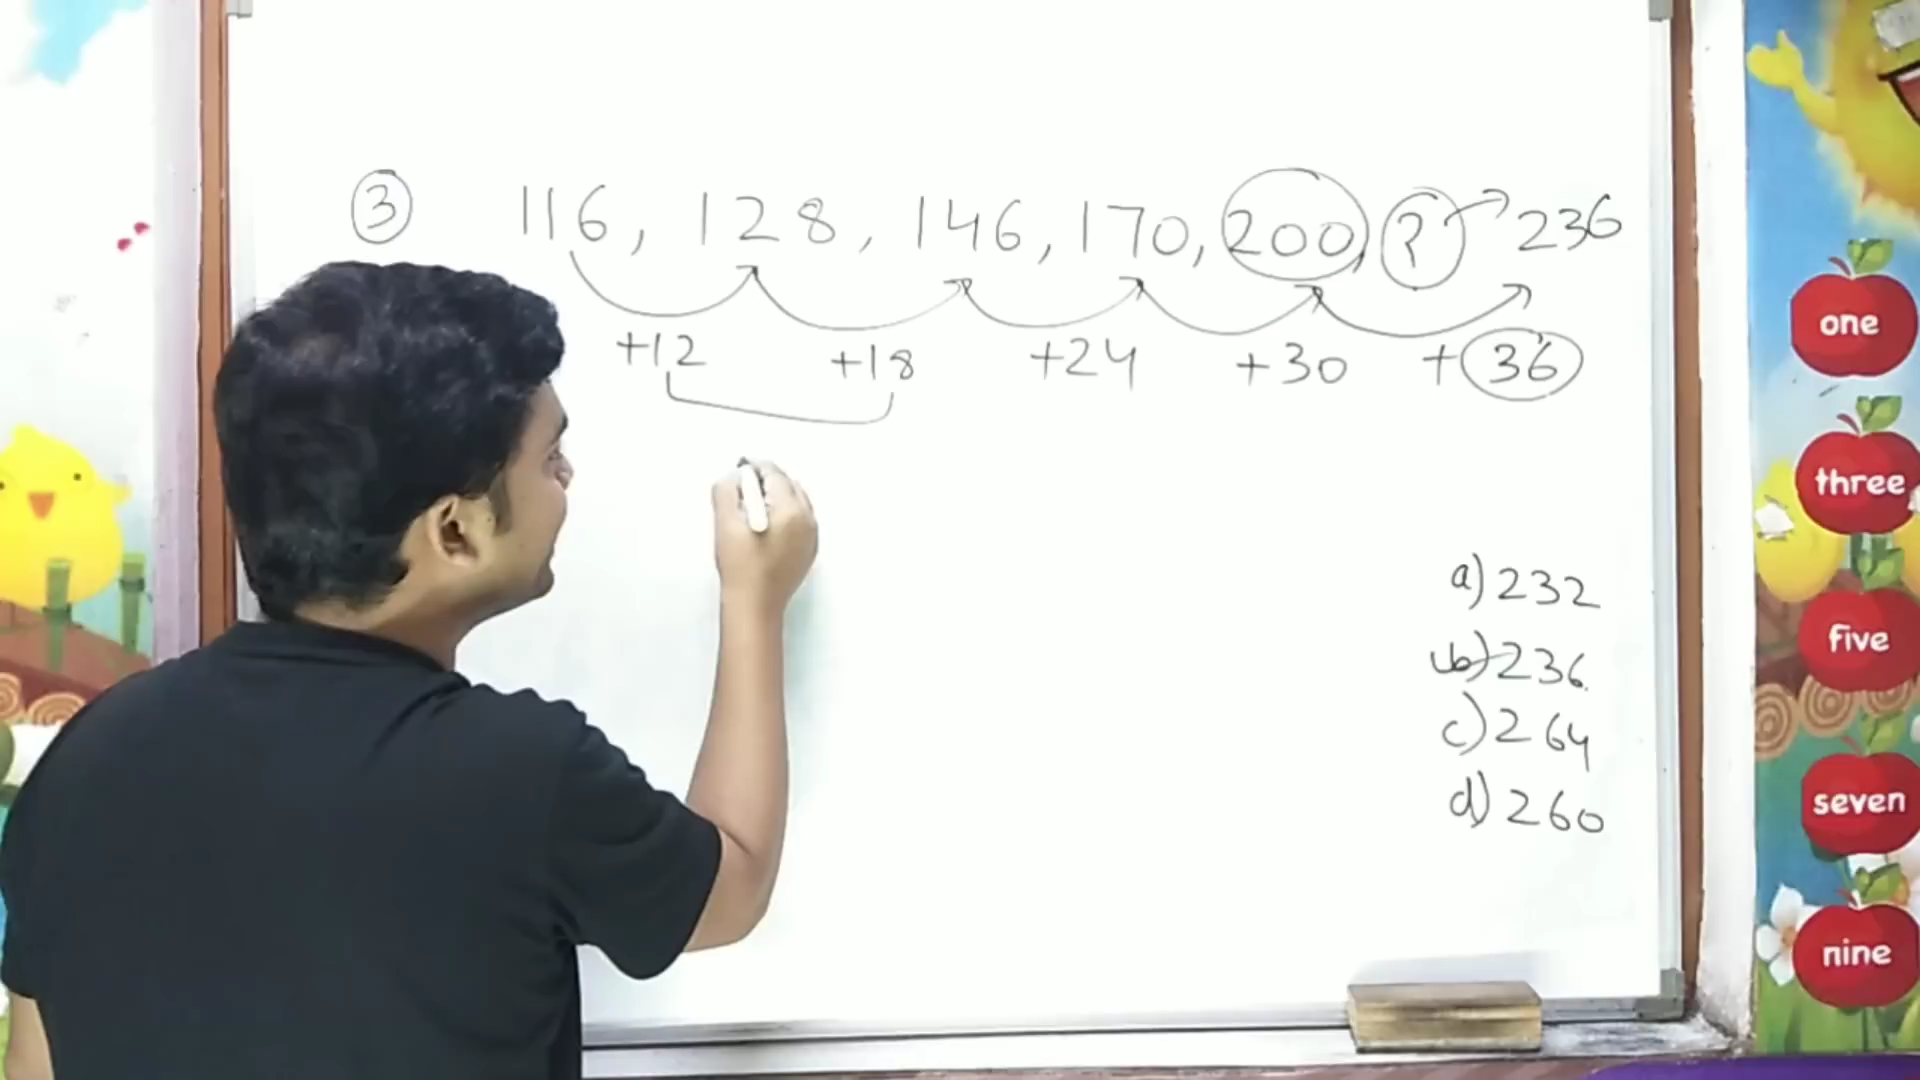 ③ 116, 128, 146, 170, 200, ? → 236
+12 +18 +24 +30 +36
a) 232
b) 236
c) 264
d) 260
one
three
five
seven
nine